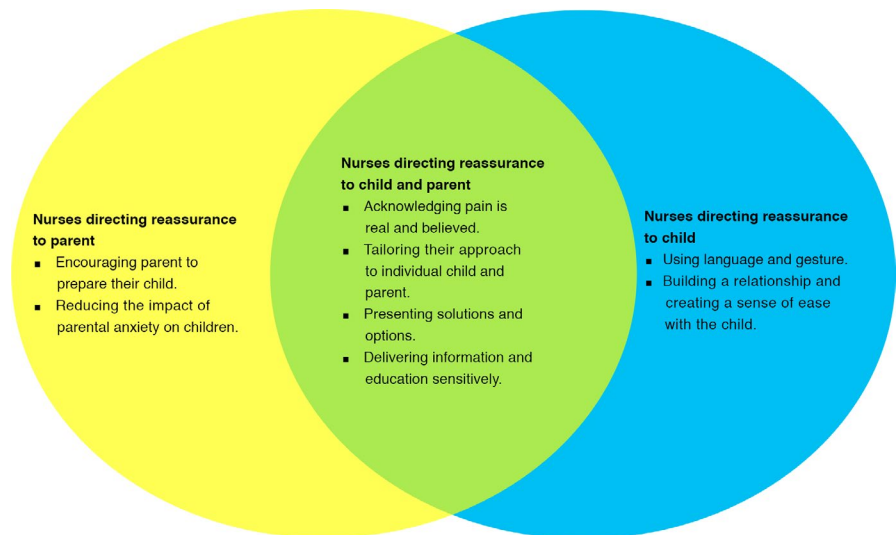 Nurses directing reassurance
to parent
▪ Encouraging parent to
prepare their child.
▪ Reducing the impact of
parental anxiety on children.
Nurses directing reassurance
to child and parent
▪ Acknowledging pain is
real and believed.
▪ Tailoring their approach
to individual child and
parent.
▪ Presenting solutions and
options.
▪ Delivering information and
education sensitively.
Nurses directing reassurance
to child
▪ Using language and gesture.
▪ Building a relationship and
creating a sense of ease
with the child.